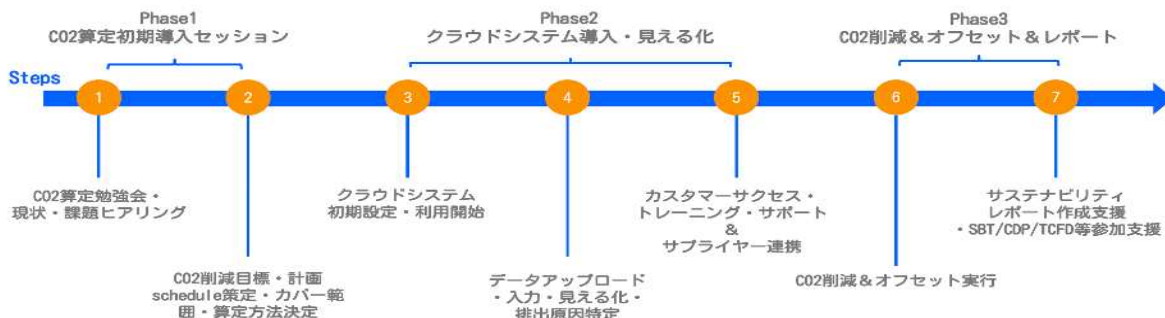 Phase1
CO2算定初期導入セッション
Phase2
クラウドシステム導入・見える化
Phase3
CO2削減&オフセット&レポート
Steps
1
2
3
4
5
6
7
CO2算定勉強会・
現状・課題ヒアリング
CO2削減目標・計画
schedule策定・カバー範
囲・算定方法決定
クラウドシステム
初期設定・利用開始
データアップロード
・入力・見える化・
排出原因特定
カスタマーサクセス・
トレーニング・サポート
&
サプライヤー連携
CO2削減&オフセット実行
サステナビリティ
レポート作成支援
・SBT/CDP/TCFD等参加支援